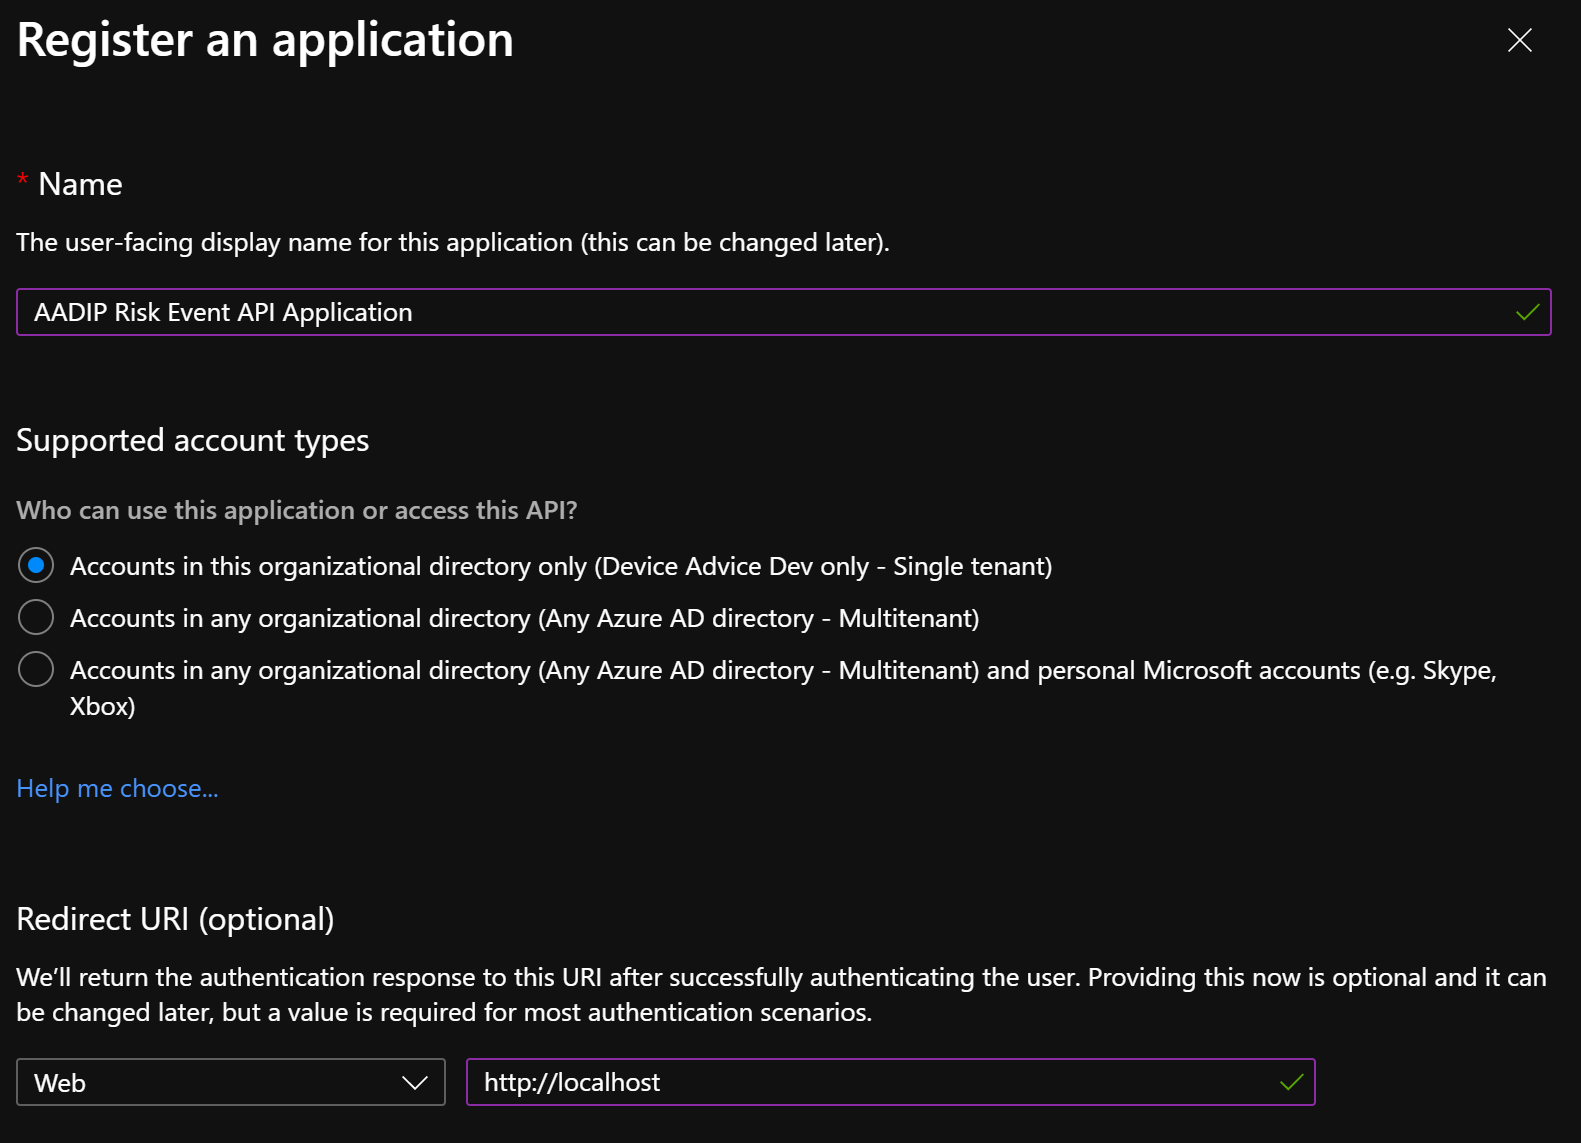 Register an application
* Name
The user-facing display name for this application (this can be changed later).
AADIP Risk Event API Application
Supported account types
Who can use this application or access this API?
Accounts in this organizational directory only (Device Advice Dev only - Single tenant)
Accounts in any organizational directory (Any Azure AD directory - Multitenant)
Accounts in any organizational directory (Any Azure AD directory - Multitenant) and personal Microsoft accounts (e.g. Skype,
Xbox)
Help me choose...
Redirect URI (optional)
We’ll return the authentication response to this URI after successfully authenticating the user. Providing this now is optional and it can
be changed later, but a value is required for most authentication scenarios.
Web
http://localhost